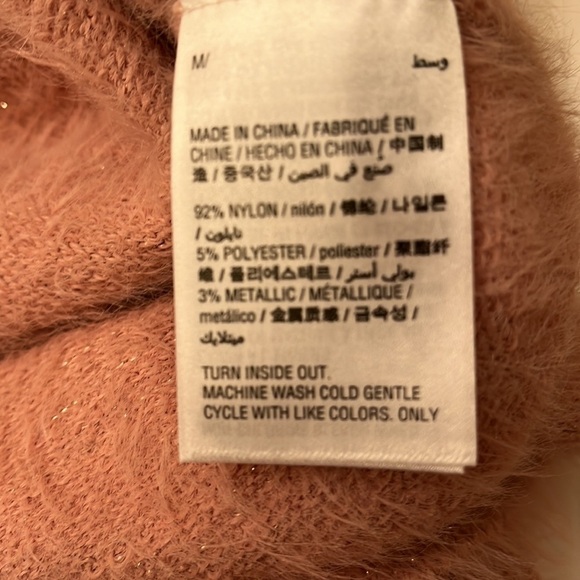 M/ وسط
MADE IN CHINA / FABRIQUÉ EN
CHINE / HECHO EN CHINA / 中国制
造 / 중국산 / صنع في الصين
92% NYLON / nilón / 锦纶 / 나일론
/ نايلون
5% POLYESTER / poliester / 聚酯纤
维 / 폴리에스테르 / بولي أستر
3% METALLIC / MÉTALLIQUE /
metálico / 金属质感 / 금속성 /
ميتلايك
TURN INSIDE OUT.
MACHINE WASH COLD GENTLE
CYCLE WITH LIKE COLORS. ONLY